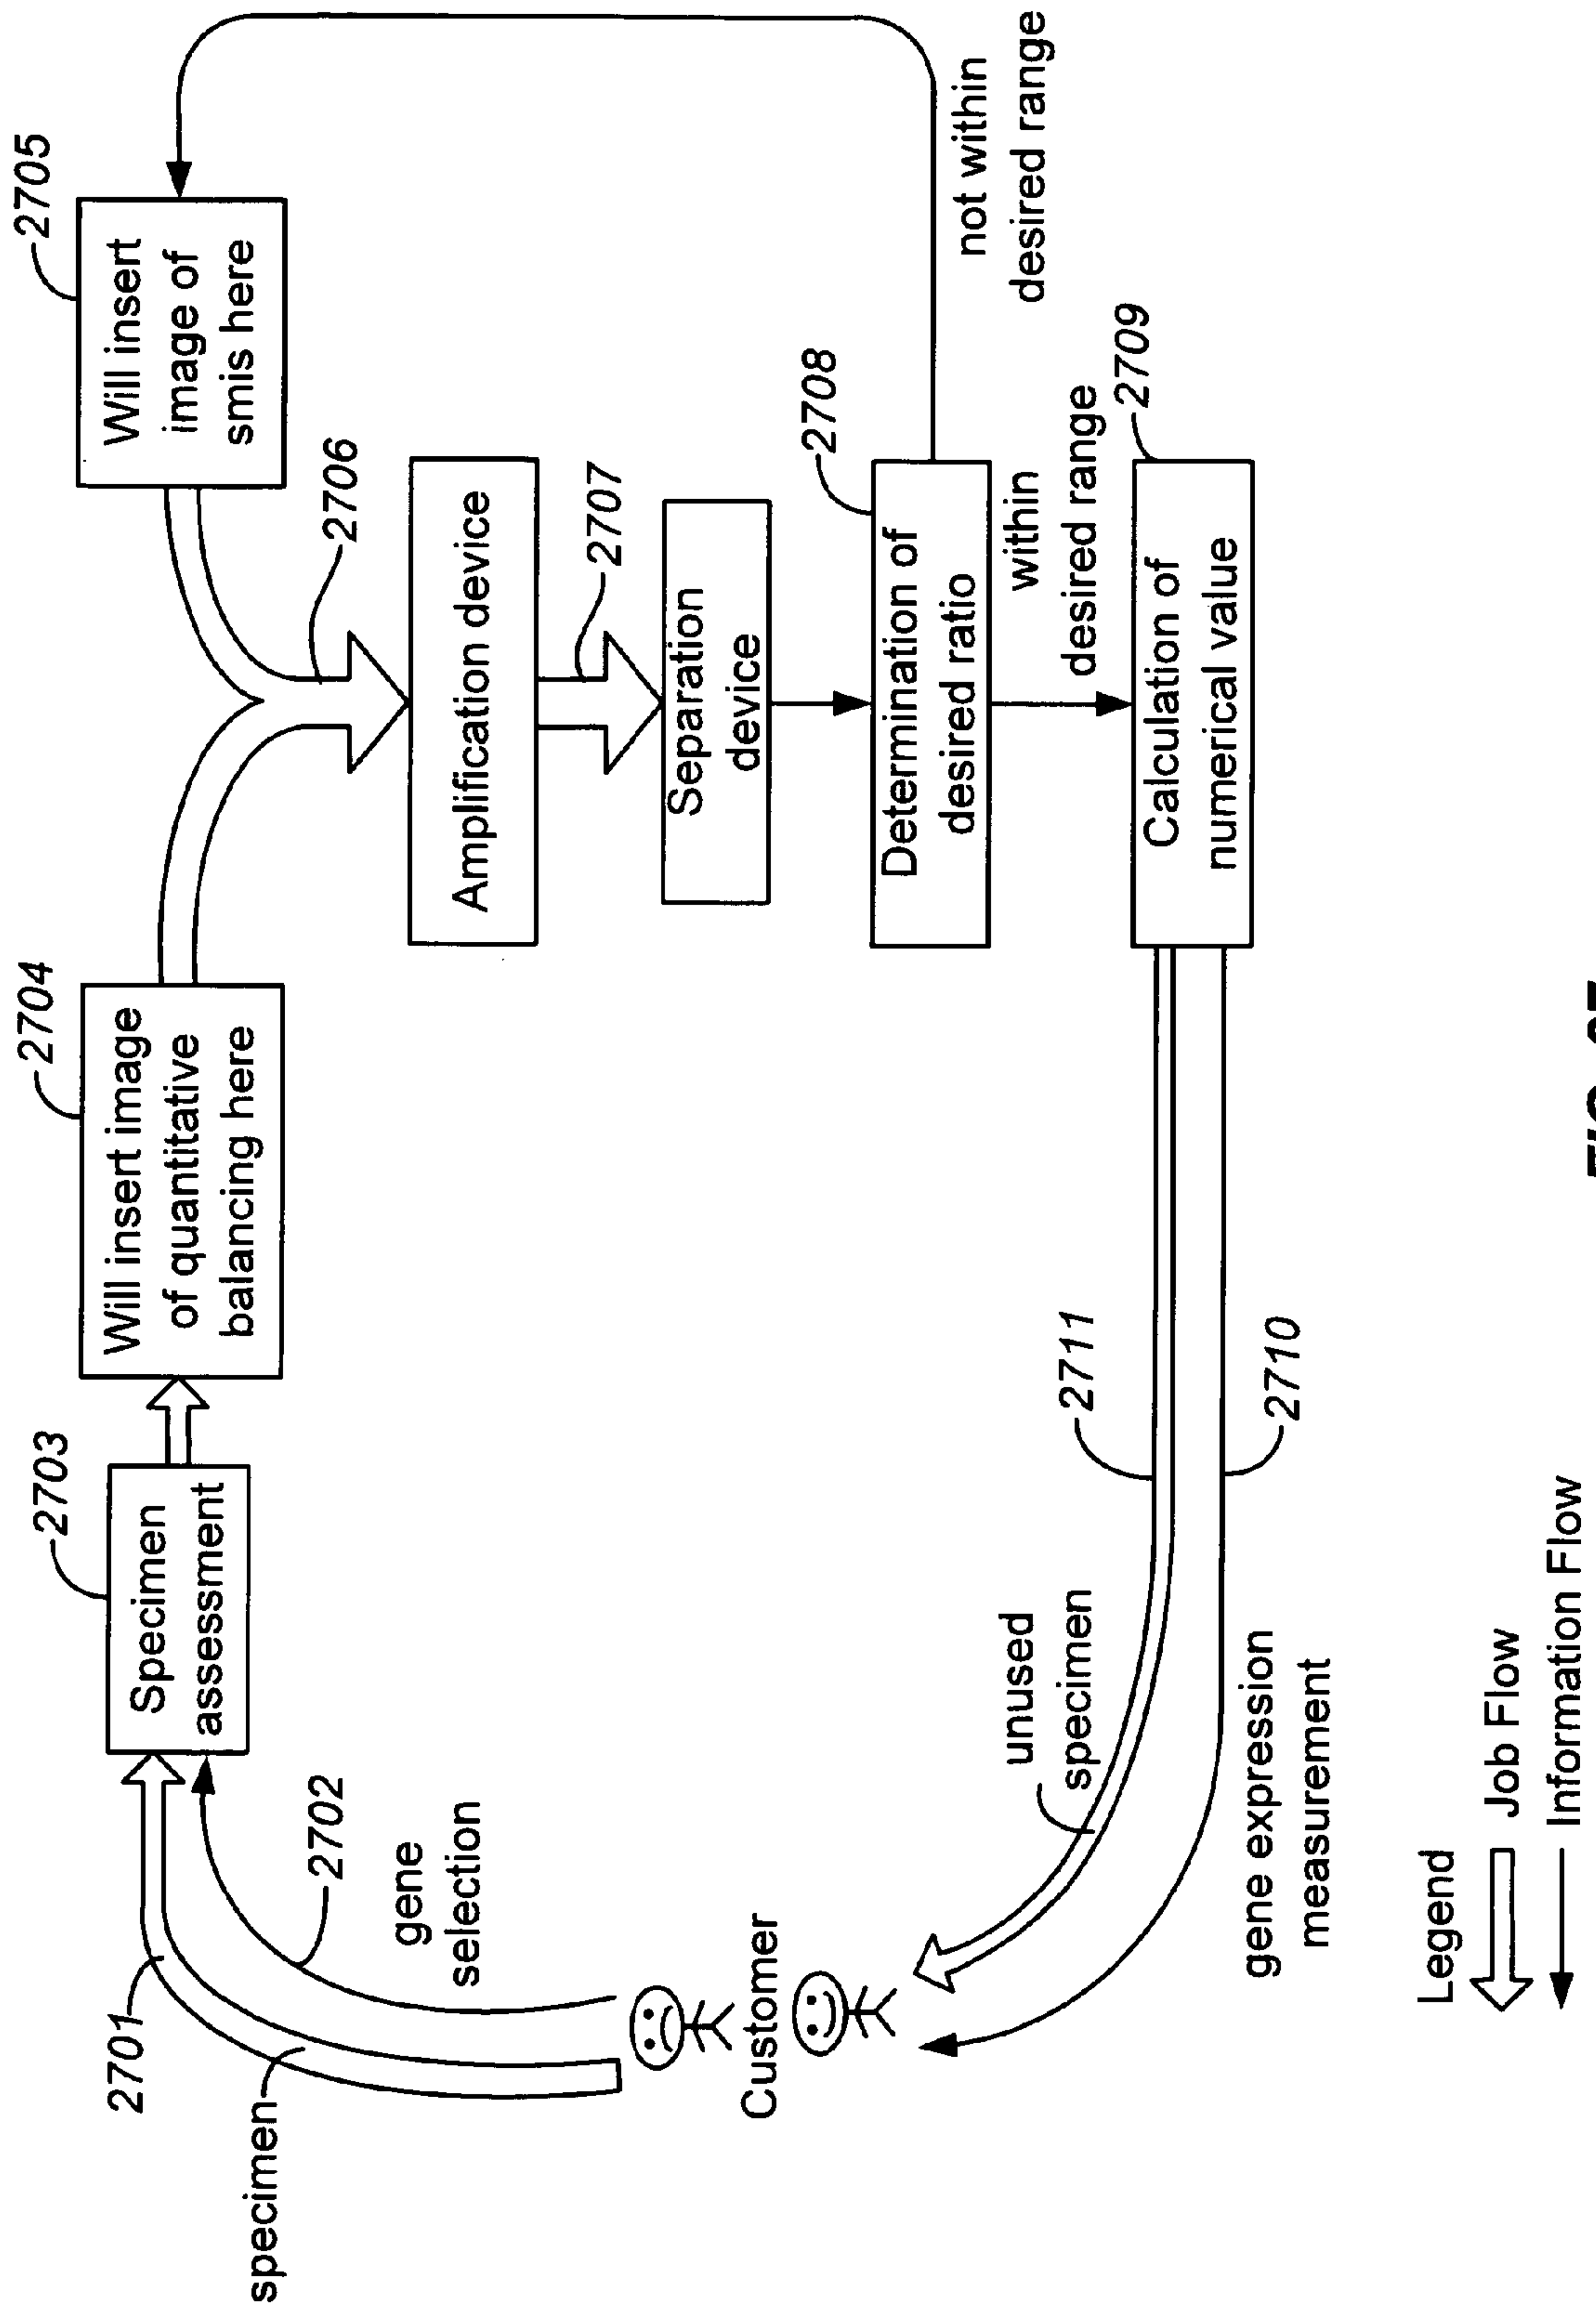 2701
specimen
2702
gene
selection
Customer
2703
Specimen
assessment
2704
Will insert image
of quantitative
balancing here
2705
Will insert
image of
smis here
2706
Amplification device
2707
Separation
device
2708
Determination of
desired ratio
not within
desired range
within
desired range
2709
Calculation of
numerical value
2711
2710
unused
specimen
gene expression
measurement
Legend
Job Flow
Information Flow